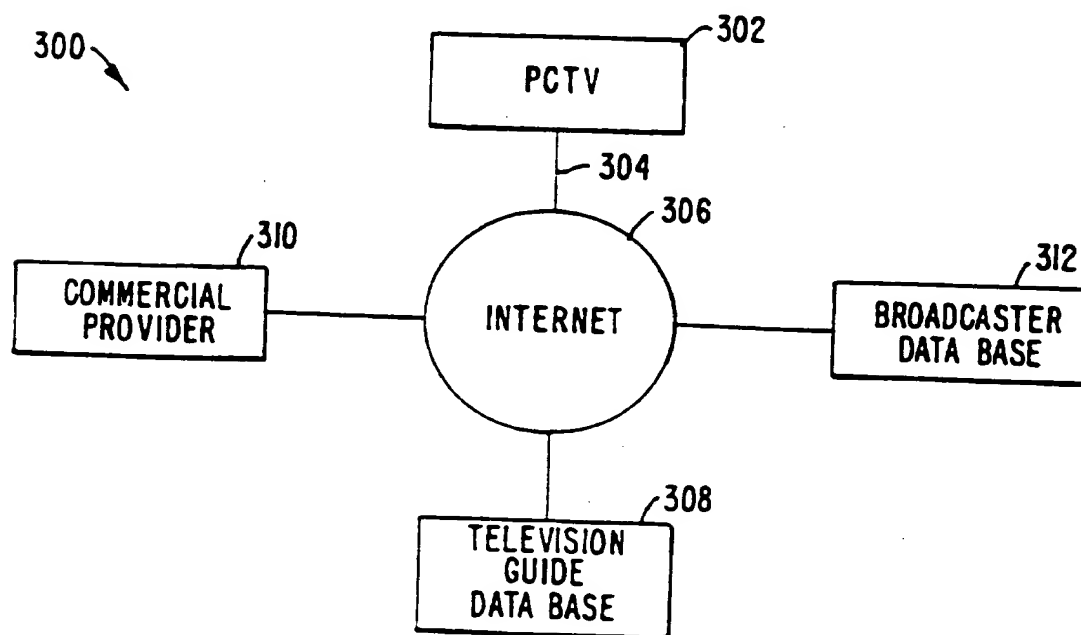 302
300
PCTV
304
306
310
312
COMMERCIAL
PROVIDER
INTERNET
BROADCASTER
DATA BASE
308
TELEVISION
GUIDE
DATA BASE